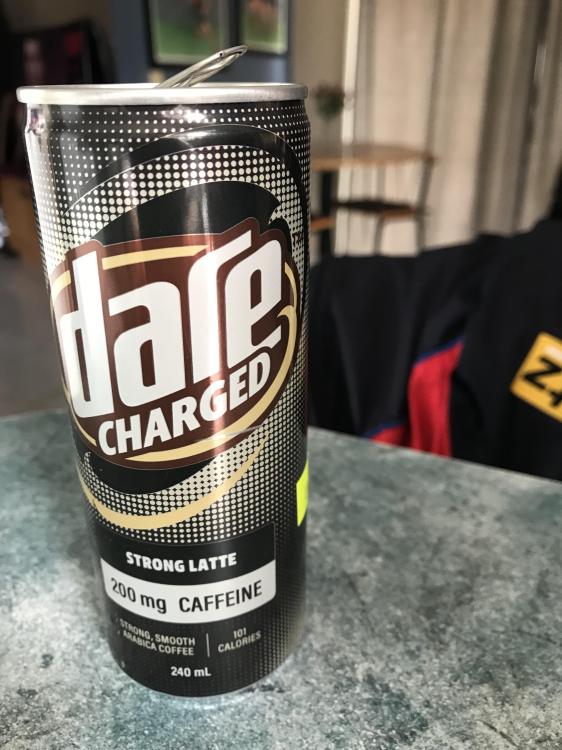 dare
CHARGED
STRONG LATTE
200 mg CAFFEINE
STRONG, SMOOTH
ARABICA COFFEE
101
CALORIES
240 mL